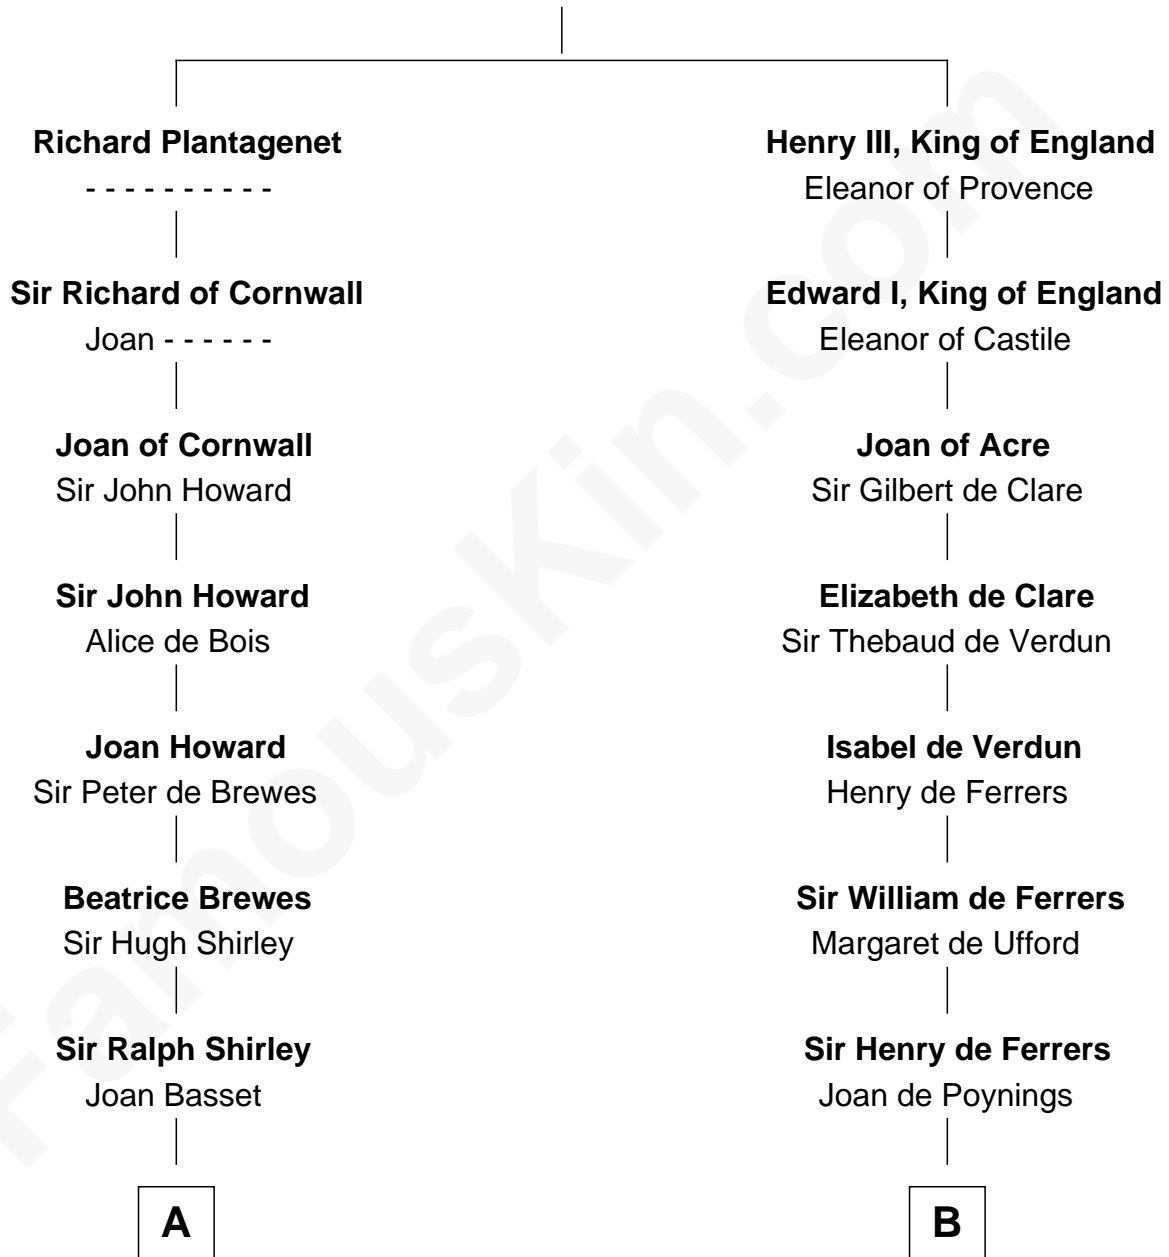 Richard Plantagenet
- - - - - - - - - -
Sir Richard of Cornwall
Joan - - - - - -
Joan of Cornwall
Sir John Howard
Sir John Howard
Alice de Bois
Joan Howard
Sir Peter de Brewes
Beatrice Brewes
Sir Hugh Shirley
Sir Ralph Shirley
Joan Basset
A
Henry III, King of England
Eleanor of Provence
Edward I, King of England
Eleanor of Castile
Joan of Acre
Sir Gilbert de Clare
Elizabeth de Clare
Sir Thebaud de Verdun
Isabel de Verdun
Henry de Ferrers
Sir William de Ferrers
Margaret de Ufford
Sir Henry de Ferrers
Joan de Poynings
B
FamousKin.com